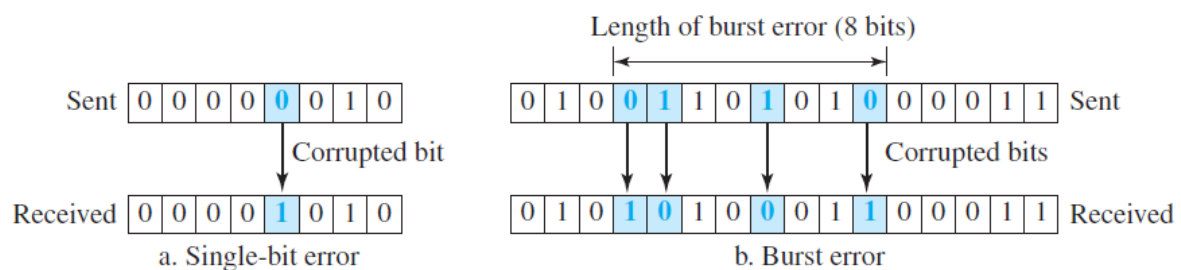 Length of burst error (8 bits)
Sent 0 0 0 0 0 0 1 0
0 1 0 0 1 1 0 1 0 1 0 0 0 0 1 1 Sent
Corrupted bit
Corrupted bits
Received 0 0 0 0 1 0 1 0
0 1 0 1 0 1 0 0 0 1 1 0 0 0 1 1 Received
a. Single-bit error
b. Burst error